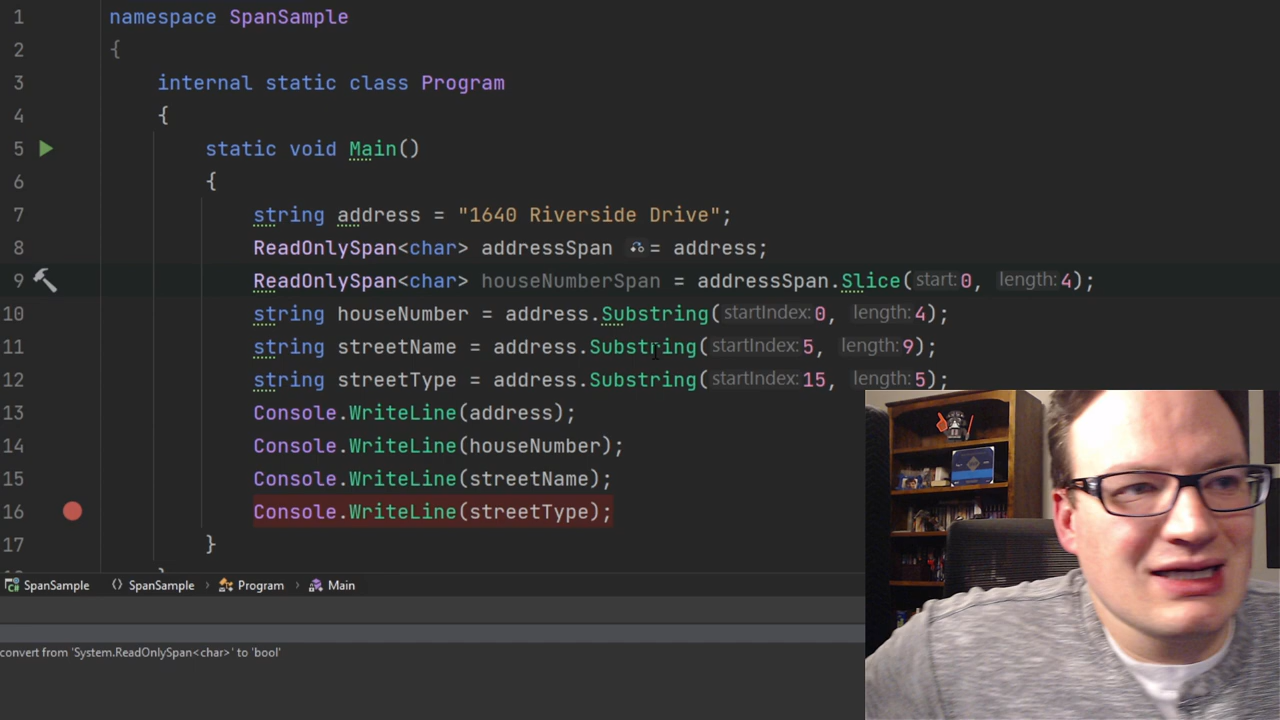 1 namespace SpanSample
2 {
3 internal static class Program
4 {
5 static void Main()
6 {
7 string address = "1640 Riverside Drive";
8 ReadOnlySpan<char> addressSpan = address;
9 ReadOnlySpan<char> houseNumberSpan = addressSpan.Slice(start:0, length:4);
10 string houseNumber = address.Substring(startIndex:0, length:4);
11 string streetName = address.Substring(startIndex:5, length:9);
12 string streetType = address.Substring(startIndex:15, length:5);
13 Console.WriteLine(address);
14 Console.WriteLine(houseNumber);
15 Console.WriteLine(streetName);
16 Console.WriteLine(streetType);
17 }
SpanSample SpanSample Program Main
convert from 'System.ReadOnlySpan<char>' to 'bool'